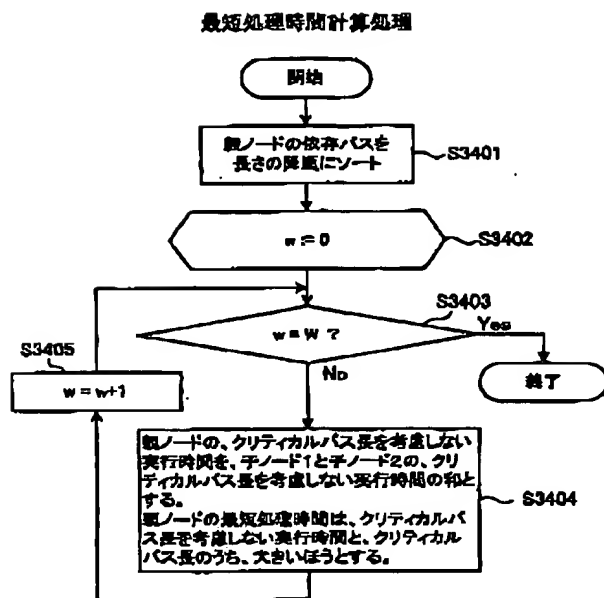 最短処理時間計算処理
開始
親ノードの依存パスを
長さの降順にソート
S3401
w := 0
S3402
S3403
w = W ?
Yes
S3405
w = w+1
No
終了
親ノードの、クリティカルパス長を考慮しない
実行時間を、子ノード1と子ノード2の、クリ
ティカルパス長を考慮しない実行時間の和と
する。
親ノードの最短処理時間は、クリティカルパ
ス長を考慮しない実行時間と、クリティカル
パス長のうち、大きいほうとする。
S3404